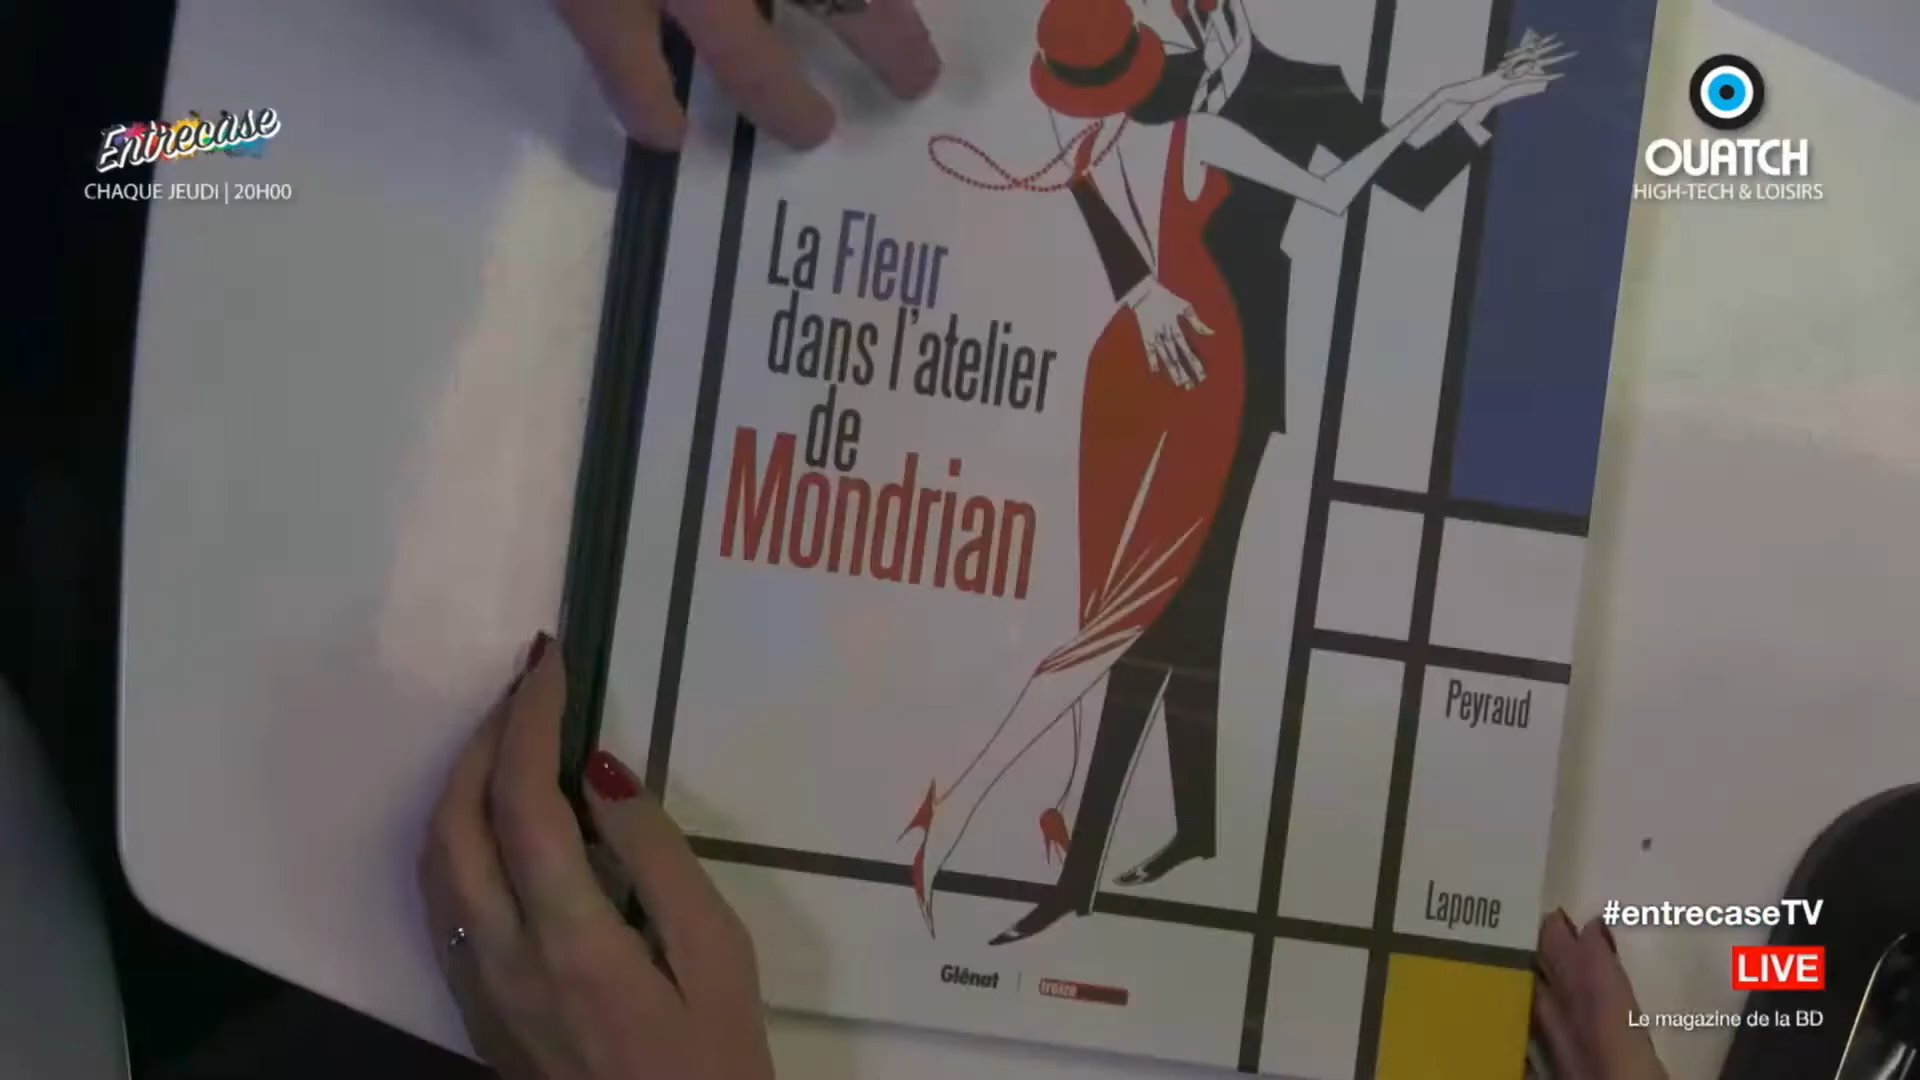 Entrecase
CHAQUE JEUDI | 20H00
OUATCH
HIGH-TECH & LOISIRS
La Fleur
dans l'atelier
de
Mondrian
Peyraud
Lapone
Glénat
treize
#entrecaseTV
LIVE
Le magazine de la BD